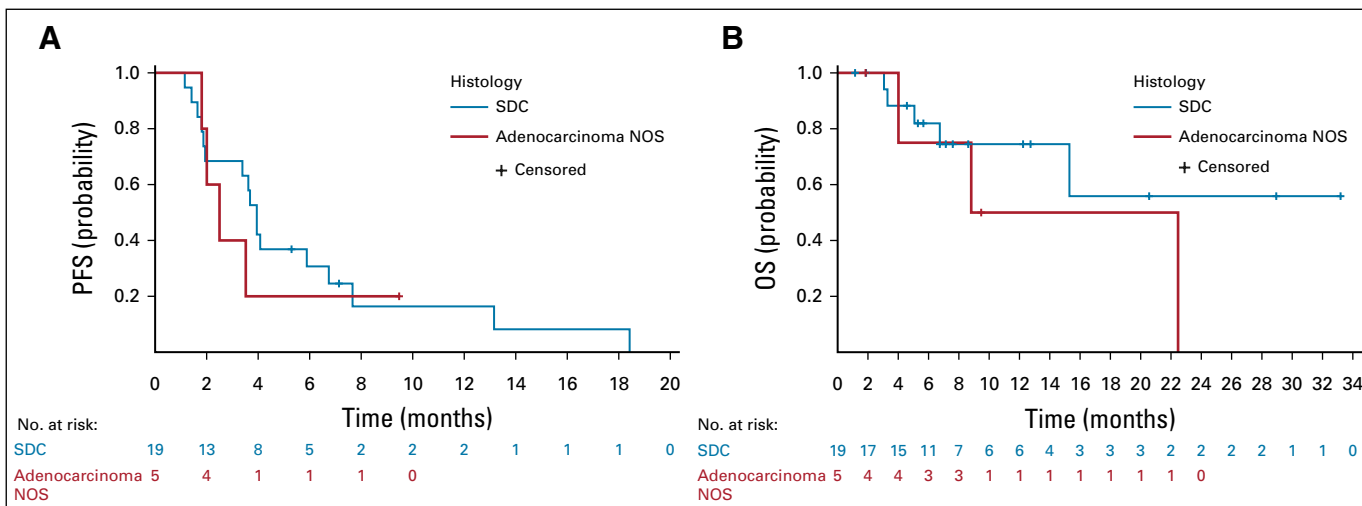 A
PFS (probability)
1.0
0.8
0.6
0.4
0.2
Histology
SDC
Adenocarcinoma NOS
+ Censored
0 2 4 6 8 10 12 14 16 18 20
Time (months)
No. at risk:
SDC 19 13 8 5 2 2 2 1 1 1 0
Adenocarcinoma 5 4 1 1 1 0
NOS
B
OS (probability)
1.0
0.8
0.6
0.4
0.2
Histology
SDC
Adenocarcinoma NOS
+ Censored
0 2 4 6 8 10 12 14 16 18 20 22 24 26 28 30 32 34
Time (months)
No. at risk:
SDC 19 17 15 11 7 6 6 4 3 3 3 2 2 2 2 1 1 0
Adenocarcinoma 5 4 4 3 3 1 1 1 1 1 1 1 0
NOS